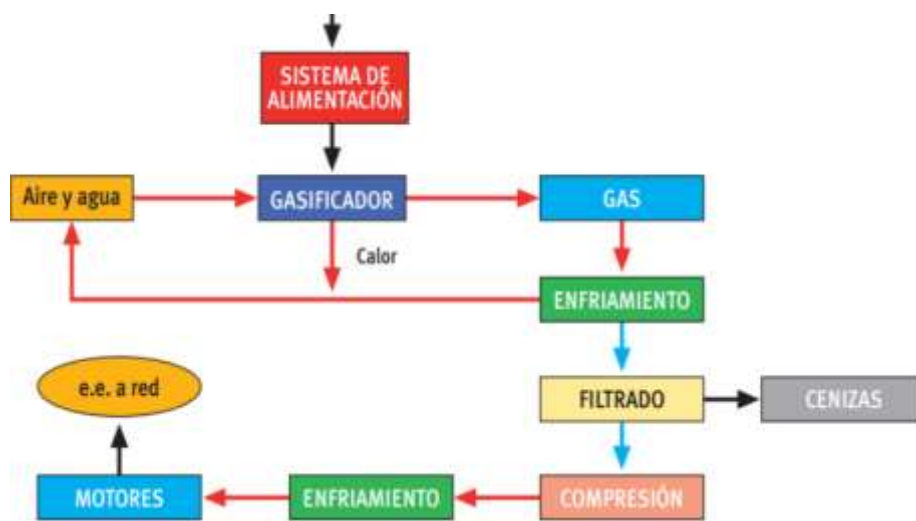 SISTEMA DE
ALIMENTACIÓN
Aire y agua
GASIFICADOR
GAS
Calor
ENFRIAMIENTO
e.e. a red
FILTRADO
CENIZAS
MOTORES
ENFRIAMIENTO
COMPRESIÓN